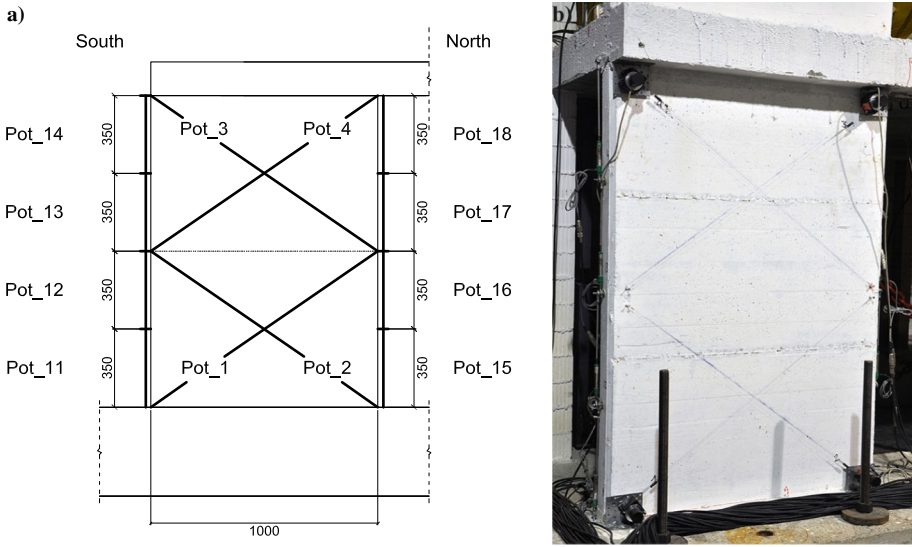 a)
b)
South
North
Pot_14
350
Pot_3
Pot_4
350
Pot_18
Pot_13
350
350
Pot_17
Pot_12
350
350
Pot_16
Pot_11
350
Pot_1
Pot_2
350
Pot_15
1000